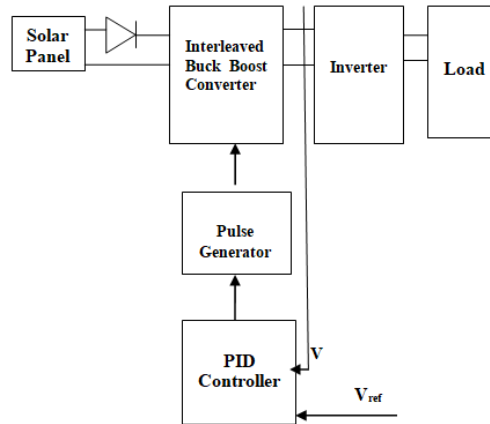 Solar
Panel
Interleaved
Buck Boost
Converter
Inverter
Load
Pulse
Generator
PID
Controller
V
Vref